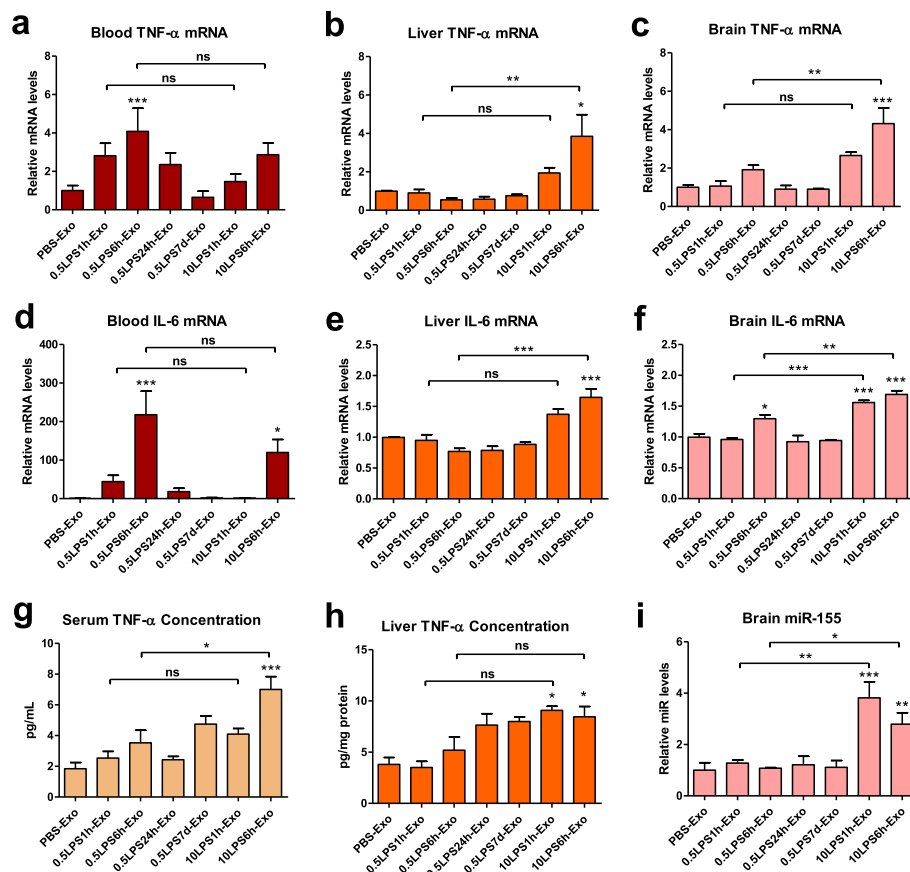 a
Blood TNF-α mRNA
Relative mRNA levels
8
6
4
2
0
ns
ns
***
PBS-Exo
0.5LPS1h-Exo
0.5LPS6h-Exo
0.5LPS24h-Exo
0.5LPS7d-Exo
10LPS1h-Exo
10LPS6h-Exo
b
Liver TNF-α mRNA
Relative mRNA levels
8
6
4
2
0
**
ns
*
PBS-Exo
0.5LPS1h-Exo
0.5LPS6h-Exo
0.5LPS24h-Exo
0.5LPS7d-Exo
10LPS1h-Exo
10LPS6h-Exo
c
Brain TNF-α mRNA
Relative mRNA levels
8
6
4
2
0
**
ns
***
PBS-Exo
0.5LPS1h-Exo
0.5LPS6h-Exo
0.5LPS24h-Exo
0.5LPS7d-Exo
10LPS1h-Exo
10LPS6h-Exo
d
Blood IL-6 mRNA
Relative mRNA levels
400
300
200
100
0
ns
ns
***
*
PBS-Exo
0.5LPS1h-Exo
0.5LPS6h-Exo
0.5LPS24h-Exo
0.5LPS7d-Exo
10LPS1h-Exo
10LPS6h-Exo
e
Liver IL-6 mRNA
Relative mRNA levels
2.5
2.0
1.5
1.0
0.5
0.0
***
ns
***
PBS-Exo
0.5LPS1h-Exo
0.5LPS6h-Exo
0.5LPS24h-Exo
0.5LPS7d-Exo
10LPS1h-Exo
10LPS6h-Exo
f
Brain IL-6 mRNA
Relative mRNA levels
2.5
2.0
1.5
1.0
0.5
0.0
**
***
*
***
***
PBS-Exo
0.5LPS1h-Exo
0.5LPS6h-Exo
0.5LPS24h-Exo
0.5LPS7d-Exo
10LPS1h-Exo
10LPS6h-Exo
g
Serum TNF-α Concentration
pg/mL
10
8
6
4
2
0
*
ns
***
PBS-Exo
0.5LPS1h-Exo
0.5LPS6h-Exo
0.5LPS24h-Exo
0.5LPS7d-Exo
10LPS1h-Exo
10LPS6h-Exo
h
Liver TNF-α Concentration
pg/mg protein
15
10
5
0
ns
ns
*
*
PBS-Exo
0.5LPS1h-Exo
0.5LPS6h-Exo
0.5LPS24h-Exo
0.5LPS7d-Exo
10LPS1h-Exo
10LPS6h-Exo
i
Brain miR-155
Relative miR levels
6
4
2
0
*
**
***
**
PBS-Exo
0.5LPS1h-Exo
0.5LPS6h-Exo
0.5LPS24h-Exo
0.5LPS7d-Exo
10LPS1h-Exo
10LPS6h-Exo